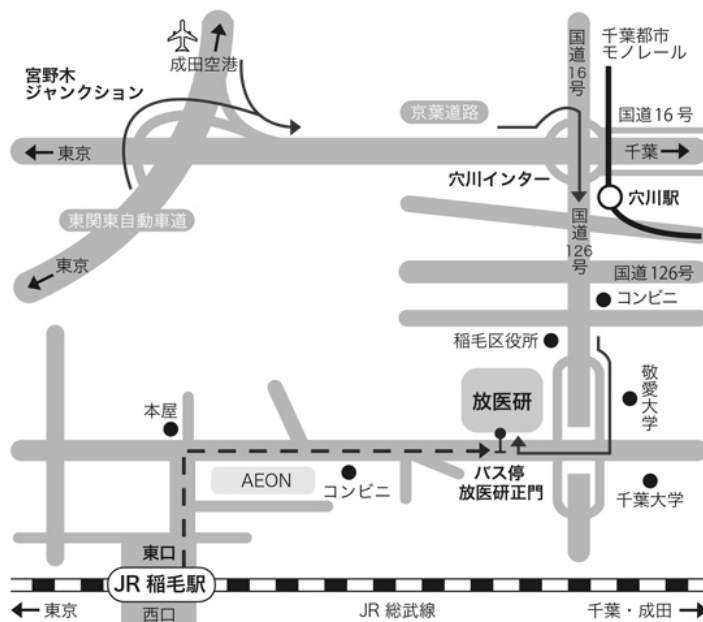 成田空港
宮野木
ジャンクション
国道16号
千葉都市
モノレール
京葉道路
国道16号
東京
千葉
穴川インター
穴川駅
東関東自動車道
国道126号
東京
国道126号
コンビニ
稲毛区役所
敬愛大学
放医研
本屋
AEON
コンビニ
バス停
放医研正門
千葉大学
東口
JR 稲毛駅
西口
東京
JR 総武線
千葉・成田